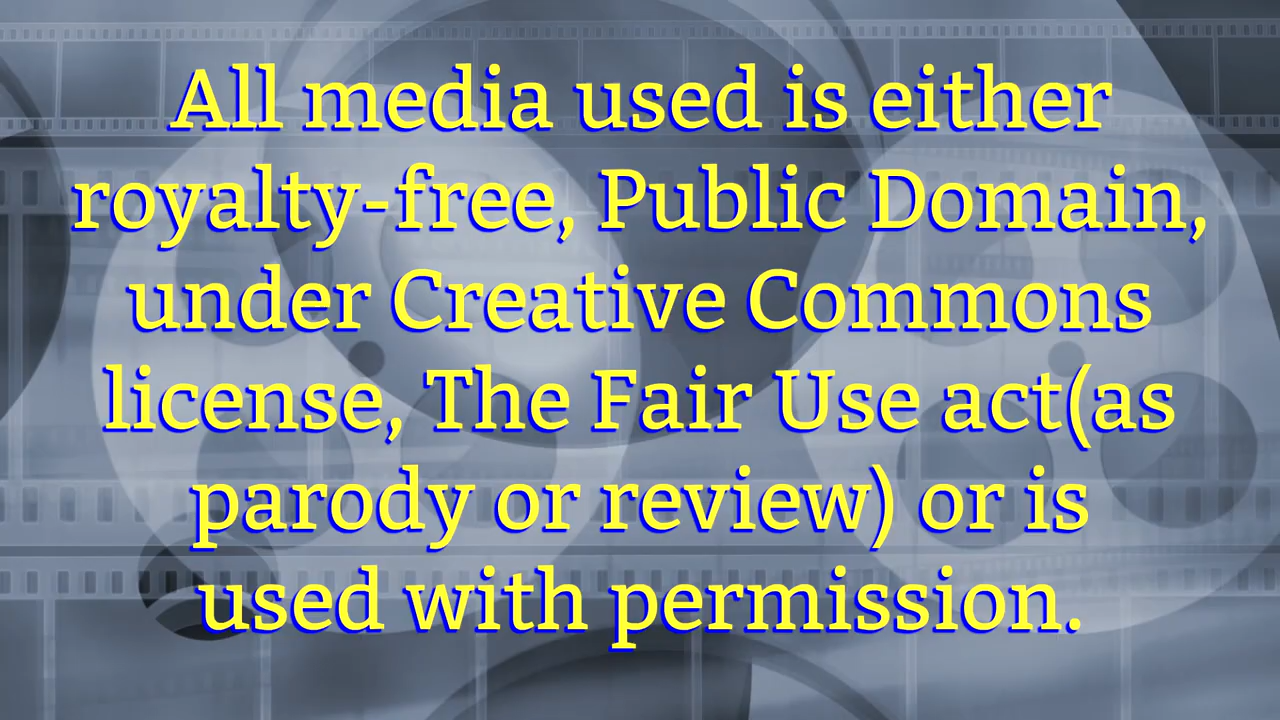 All media used is either
royalty-free, Public Domain,
under Creative Commons
license, The Fair Use act(as
parody or review) or is
used with permission.